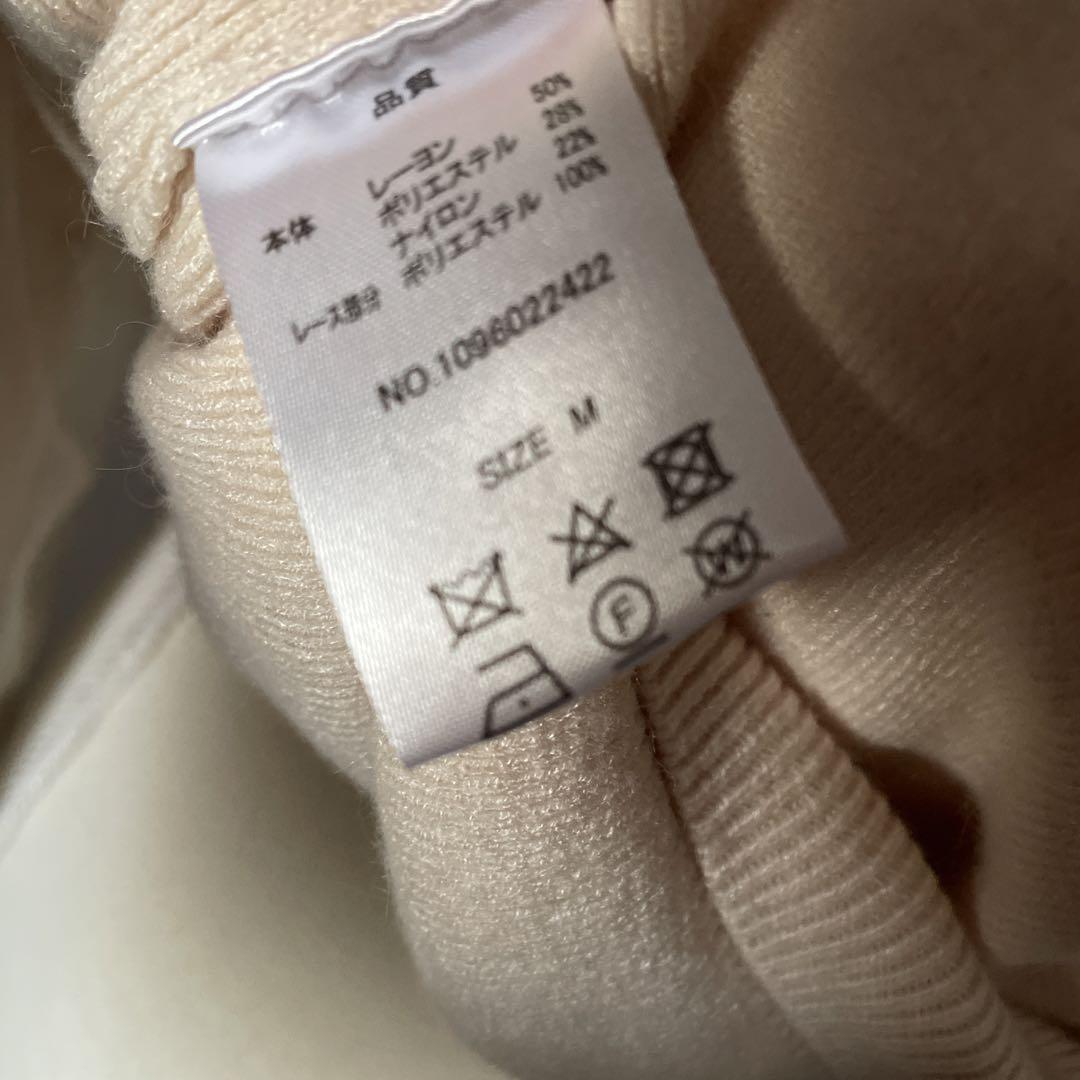 品質
本体 レーヨン 50%
ポリエステル 28%
ナイロン 22%
レース部分 ポリエステル 100%
NO.1096022422
SIZE M
F W